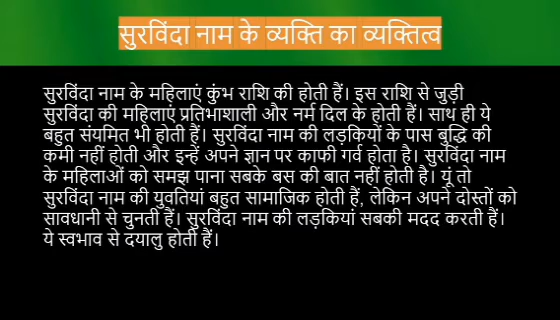 सुरविंदा नाम के व्यक्ति का व्यक्तित्व
सुरविंदा नाम के महिलाएं कुंभ राशि की होती हैं। इस राशि से जुड़ी
सुरविंदा की महिलाएं प्रतिभाशाली और नर्म दिल के होती हैं। साथ ही ये
बहुत संयमित भी होती हैं। सुरविंदा नाम की लड़कियों के पास बुद्धि की
कमी नहीं होती और इन्हें अपने ज्ञान पर काफी गर्व होता है। सुरविंदा नाम
के महिलाओं को समझ पाना सबके बस की बात नहीं होती है। यूं तो
सुरविंदा नाम की युवतियां बहुत सामाजिक होती हैं, लेकिन अपने दोस्तों को
सावधानी से चुनती हैं। सुरविंदा नाम की लड़कियां सबकी मदद करती हैं।
ये स्वभाव से दयालु होती हैं।